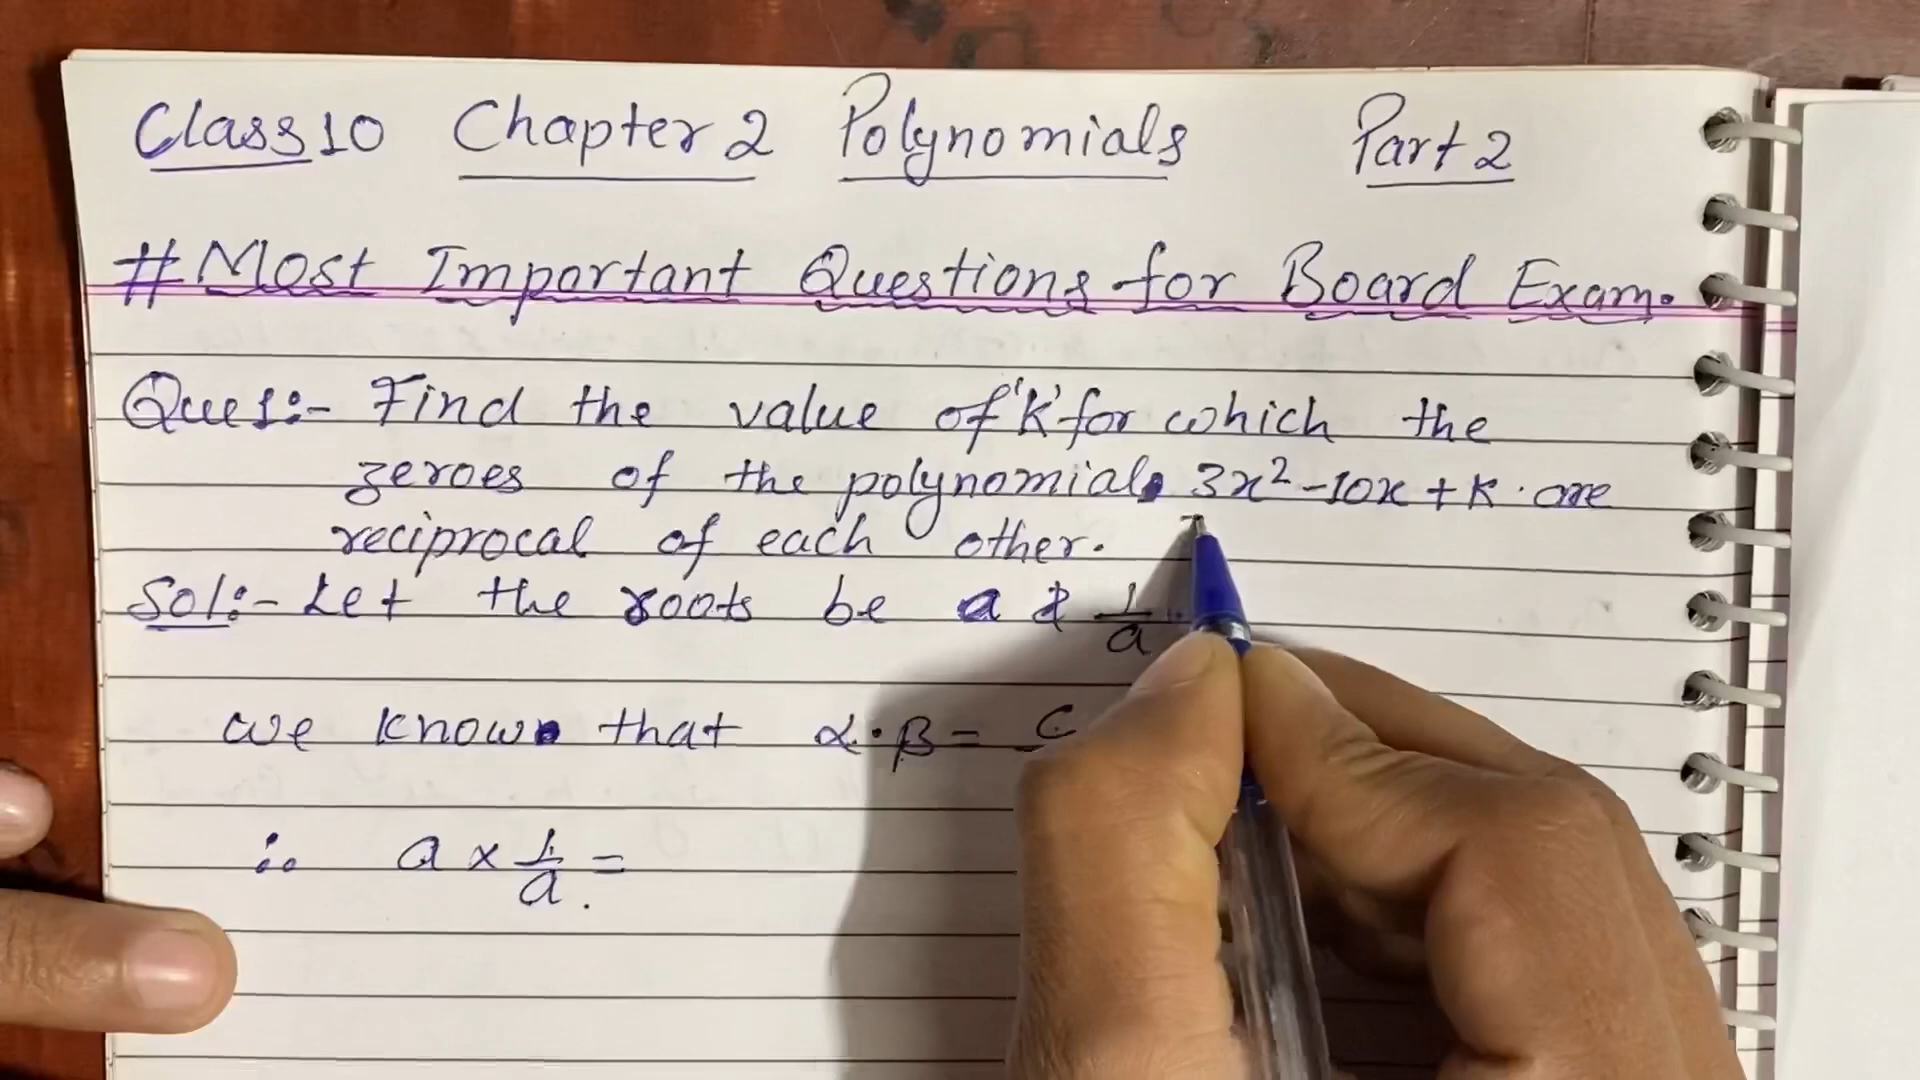 Class 10 Chapter 2 Polynomials Part 2
# Most Important Questions for Board Exam.
Ques1:- Find the value of 'K' for which the
zeroes of the polynomial 3x² -10x + K. are
reciprocal of each other.
Sol:- Let the roots be a & 1/a
we know that α.β = c
∴ a × 1/a =